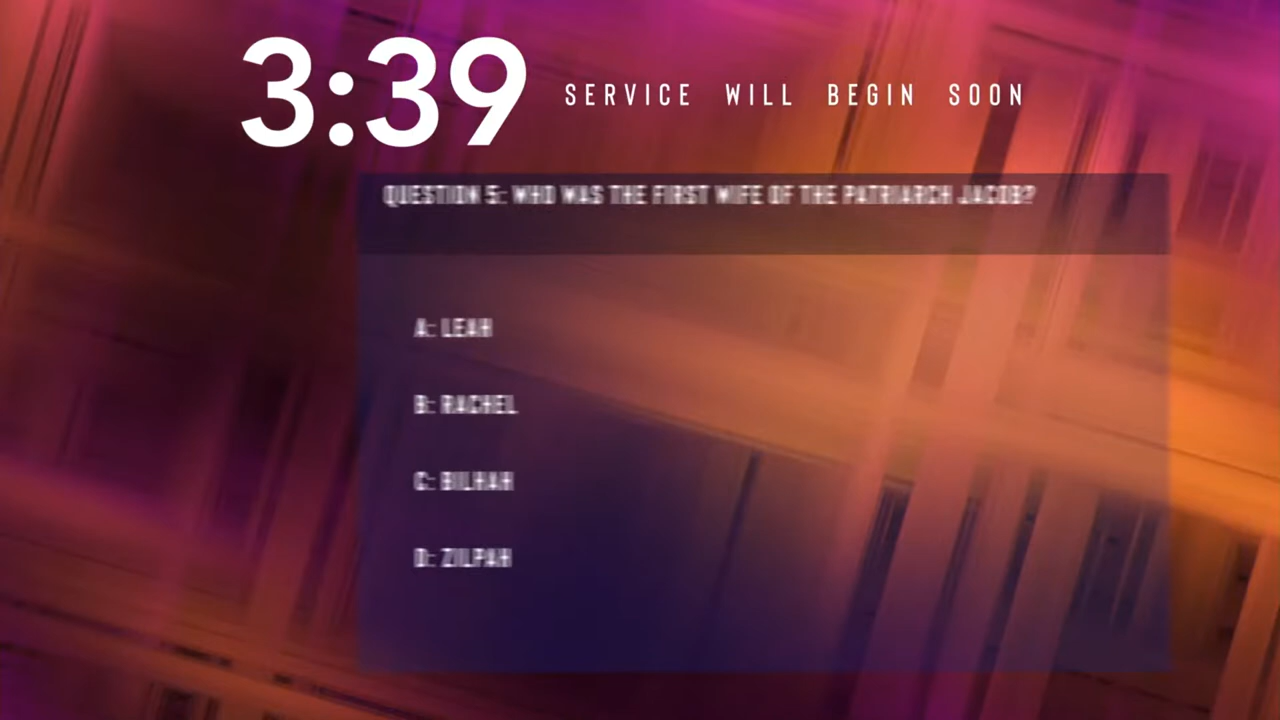 3:39 SERVICE WILL BEGIN SOON
QUESTION 5: WHO WAS THE FIRST WIFE OF THE PATRIARCH JACOB?
A: LEAH
B: RACHEL
C: BILHAH
D: ZILPAH